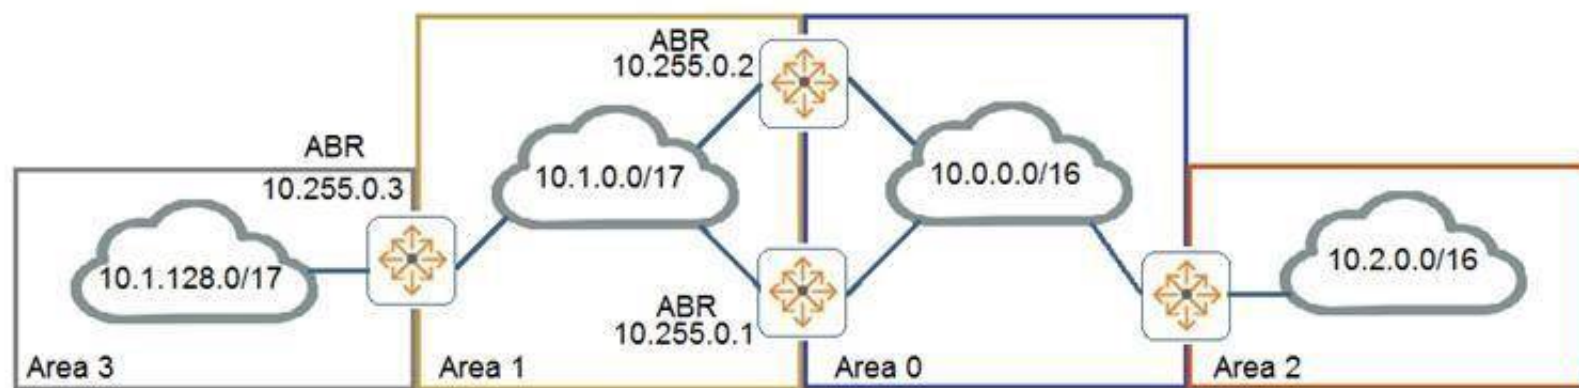 ABR
10.255.0.3
10.1.128.0/17
Area 3
ABR
10.255.0.2
10.1.0.0/17
ABR
10.255.0.1
Area 1
10.0.0.0/16
Area 0
10.2.0.0/16
Area 2